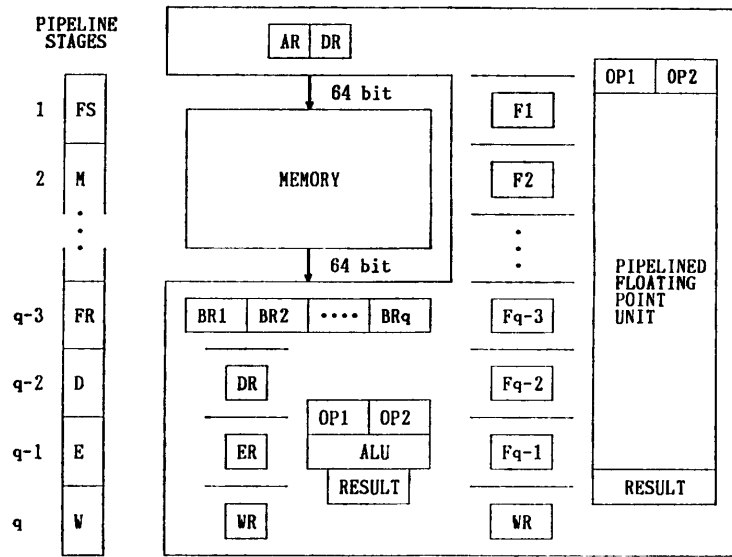 PIPELINE
STAGES
AR DR
64 bit
OP1 OP2
1 FS
F1
2 M
MEMORY
F2
64 bit
PIPELINED
FLOATING
POINT
UNIT
q-3 FR
BR1 BR2 •••• BRq
Fq-3
q-2 D
DR
Fq-2
OP1 OP2
q-1 E
ER
ALU
Fq-1
RESULT
RESULT
q W
WR
WR